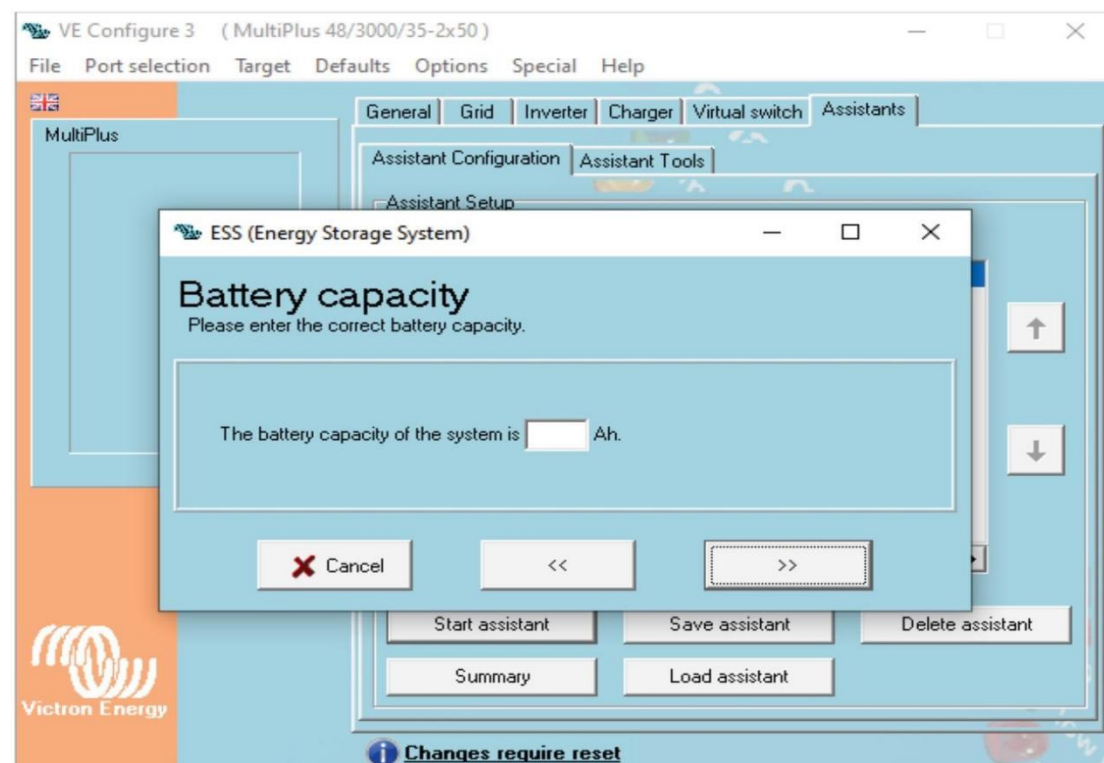 VE Configure 3 ( MultiPlus 48/3000/35-2x50 )
File Port selection Target Defaults Options Special Help
General Grid Inverter Charger Virtual switch Assistants
MultiPlus
Assistant Configuration Assistant Tools
Assistant Setup
ESS (Energy Storage System)
Battery capacity
Please enter the correct battery capacity.
The battery capacity of the system is Ah.
Cancel << >>
Start assistant Save assistant Delete assistant
Summary Load assistant
Victron Energy
Changes require reset